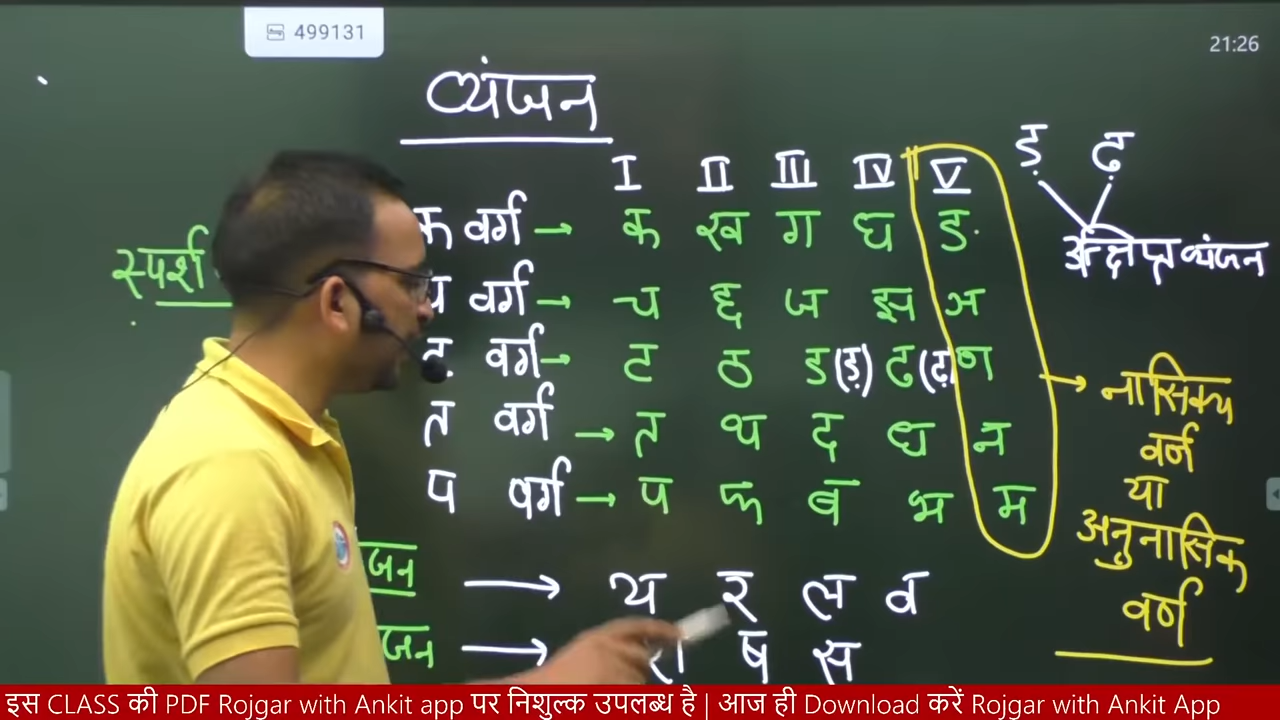 499131
21:26
व्यंजन
I II III IV V
ड़ ढ़
क वर्ग → क ख ग घ ङ
उत्क्षिप्त व्यंजन
स्पर्श
च वर्ग → च छ ज झ ञ
ट वर्ग → ट ठ ड (ड़) ढ (ढ़) ण
त वर्ग → त थ द ध न
प वर्ग → प फ ब भ म
→ नासिक्य
वर्ण
या
अनुनासिक
वर्ण
जन → य र ल व
जन → श ष स
इस CLASS की PDF Rojgar with Ankit app पर निशुल्क उपलब्ध है | आज ही Download करें Rojgar with Ankit App